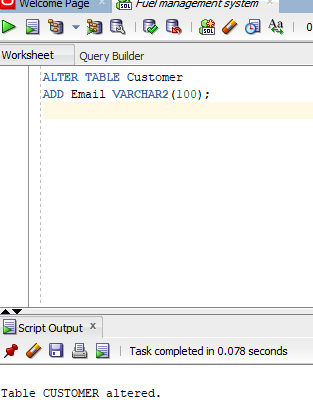 Welcome Page
Fuel management system
SQL
Worksheet
Query Builder
ALTER TABLE Customer
ADD Email VARCHAR2(100);
Script Output
Task completed in 0.078 seconds
Table CUSTOMER altered.